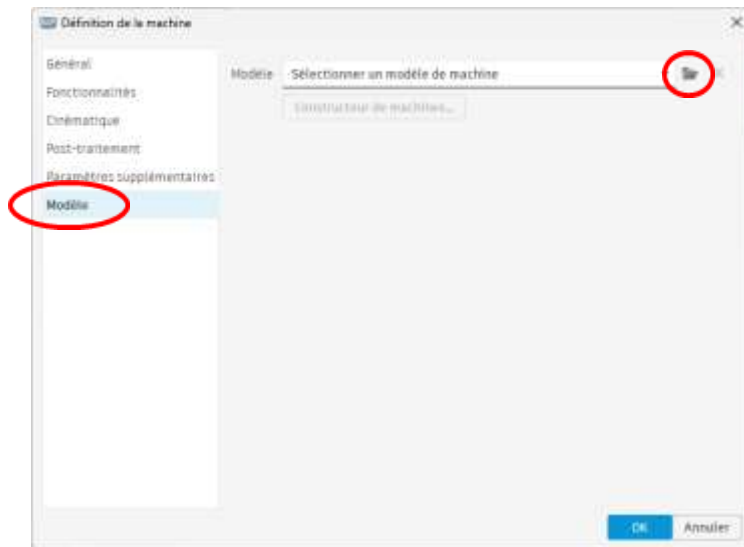 Définition de la machine
Général
Fonctionnalités
Cinématique
Post-traitement
Paramètres supplémentaires
Modèle
Modèle Sélectionner un modèle de machine
Constructeur de machines...
OK Annuler